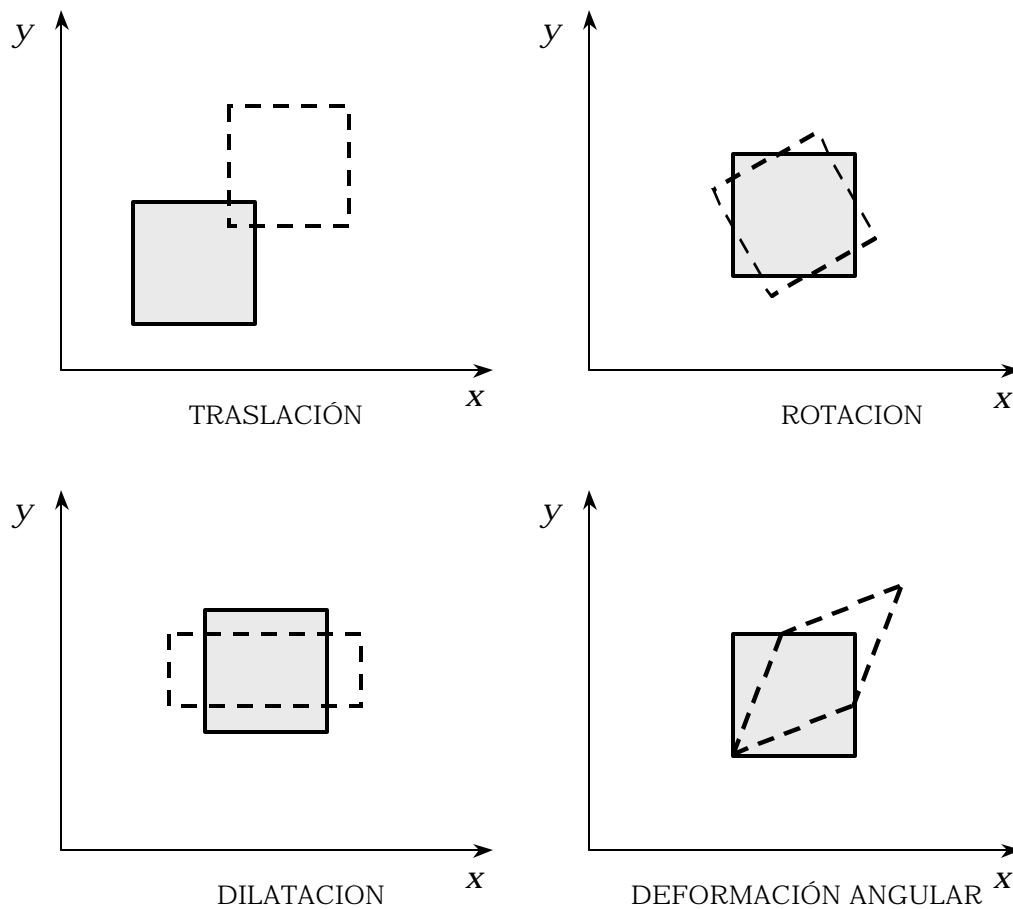 y
y
x
x
TRASLACIÓN
ROTACION
y
y
x
x
DILATACION
DEFORMACIÓN ANGULAR